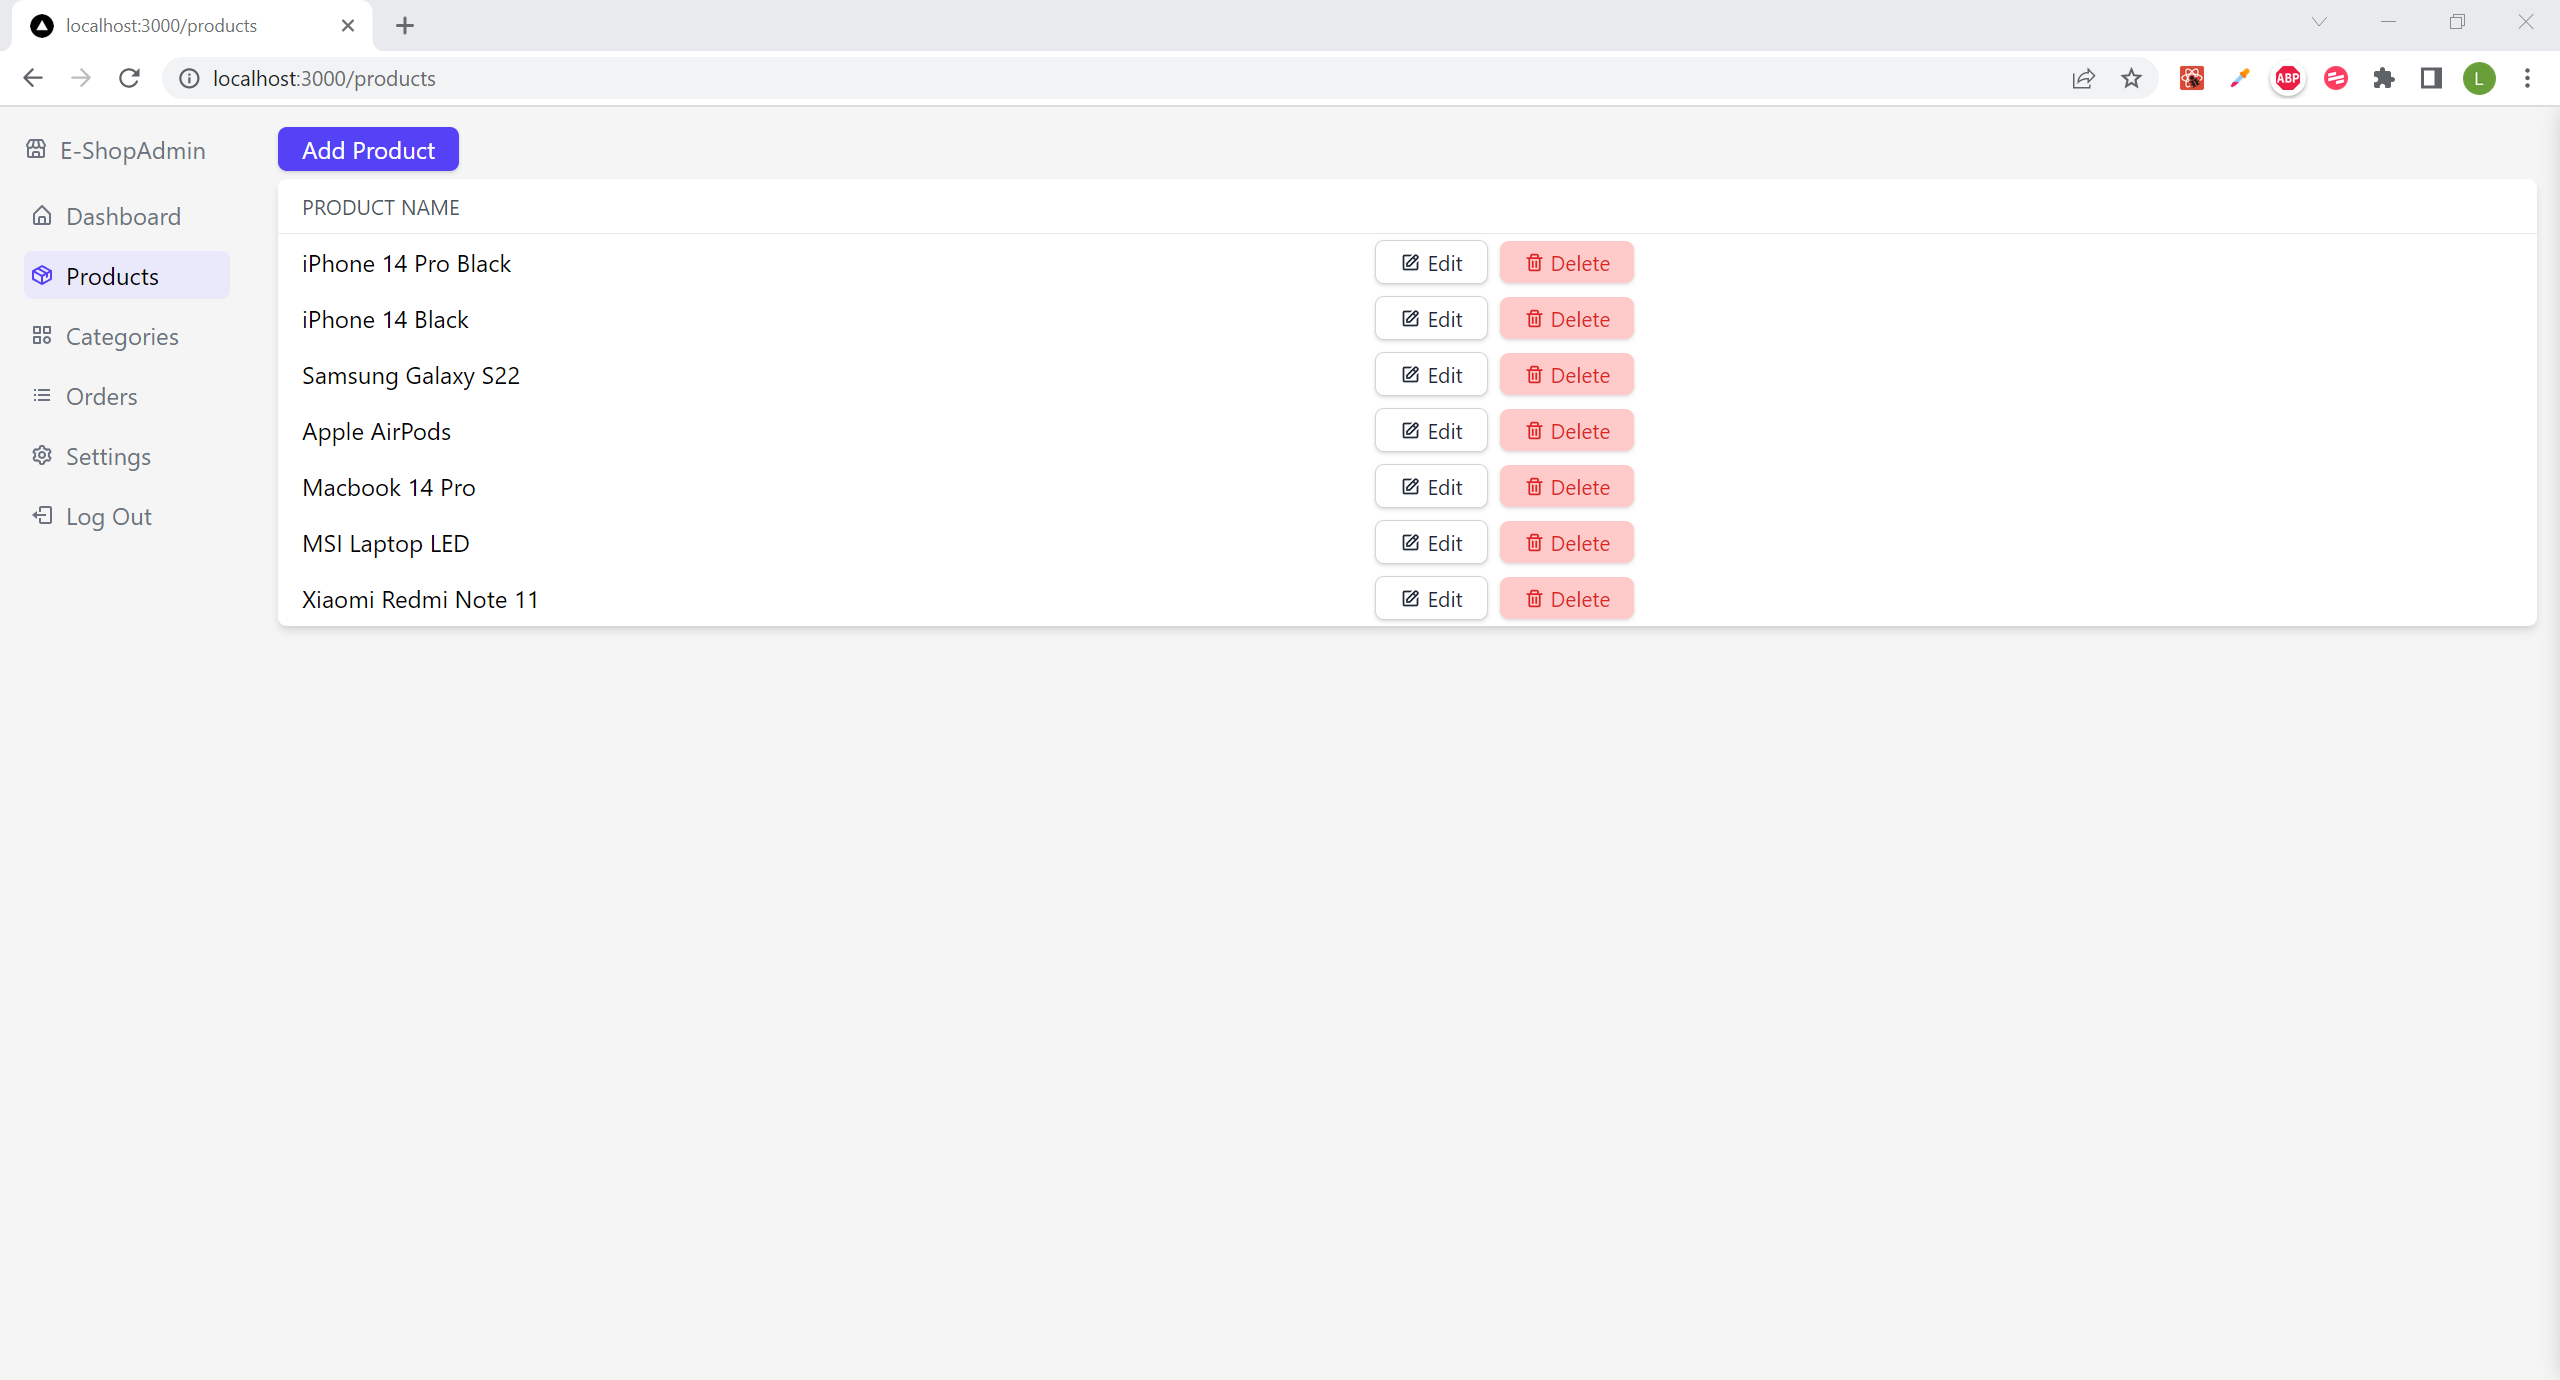 localhost:3000/products
localhost:3000/products
ABP
L
E-ShopAdmin
Dashboard
Products
Categories
Orders
Settings
Log Out
Add Product
PRODUCT NAME
iPhone 14 Pro Black Edit Delete
iPhone 14 Black Edit Delete
Samsung Galaxy S22 Edit Delete
Apple AirPods Edit Delete
Macbook 14 Pro Edit Delete
MSI Laptop LED Edit Delete
Xiaomi Redmi Note 11 Edit Delete